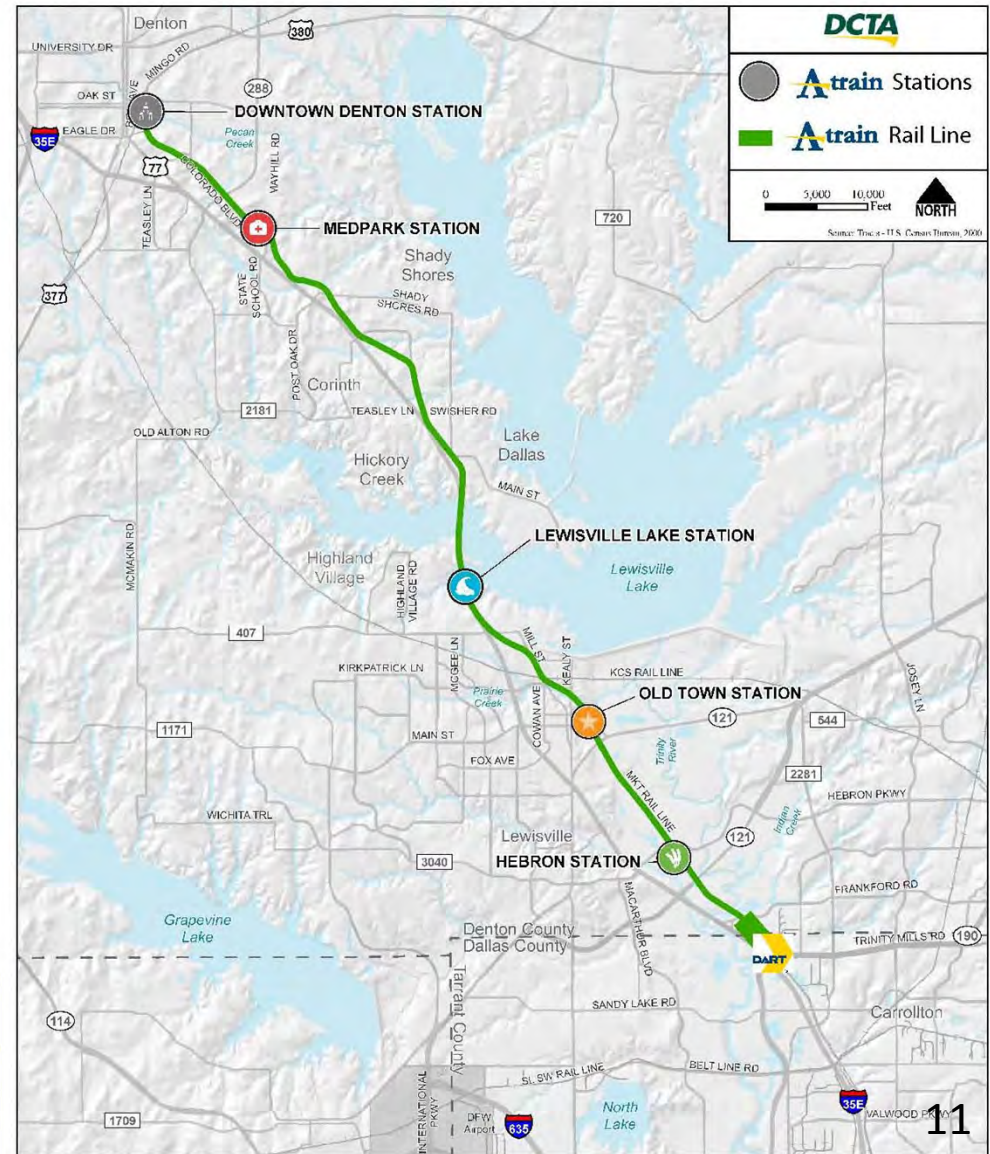 Denton
380
UNIVERSITY DR
MINGO RD
OAK ST
288
AVE
DOWNTOWN DENTON STATION
EAGLE DR
35E
Pecan
Creek
77
COLORADO BLVD
MAYHILL RD
TEASLEY LN
MEDPARK STATION
720
Shady
Shores
STATE
SCHOOL RD
377
SHADY
SHORES RD
POST OAK DR
Corinth
2181
TEASLEY LN
SWISHER RD
OLD ALTON RD
Lake
Dallas
Hickory
Creek
MAIN ST
MCMAKIN RD
LEWISVILLE LAKE STATION
Highland
Village
HIGHLAND
VILLAGE RD
Lewisville
Lake
407
MILL ST
KEALY ST
MCGEE LN
KIRKPATRICK LN
KCS RAIL LINE
JOSEY LN
Prairie
Creek
OLD TOWN STATION
COWAN AVE
121
544
1171
MAIN ST
FOX AVE
Trinity
River
2281
MKT RAIL LINE
HEBRON PKWY
WICHITA TRL
Indian
Creek
Lewisville
121
3040
HEBRON STATION
FRANKFORD RD
MACARTHUR BLVD
Grapevine
Lake
Denton County
Dallas County
TRINITY MILLS RD
190
DART
Tarrant County
SANDY LAKE RD
114
Carrollton
SL SW RAIL LINE
BELT LINE RD
INTERNATIONAL
PKWY
DFW
Airport
635
North
Lake
35E
VALWOOD PKWY
1709
11
DCTA
A train Stations
A train Rail Line
0 5,000 10,000
Feet
NORTH
Source: U.S. Census Bureau, 2000